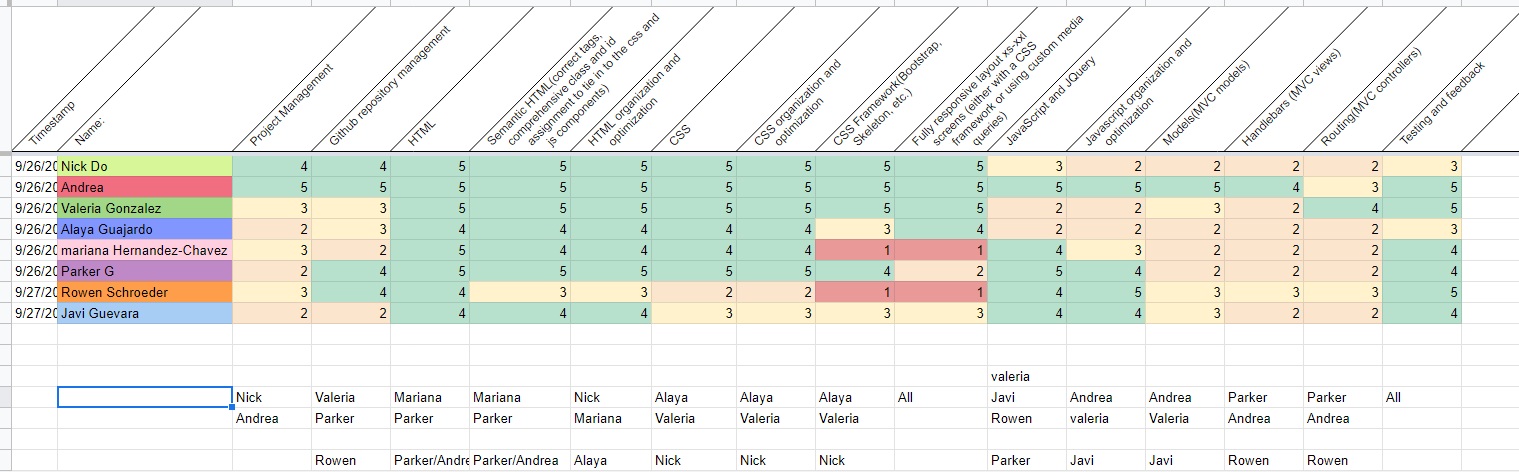 Timestamp
Name:
Project Management
Github repository management
HTML
Semantic HTML(correct tags,
comprehensive class and id
assignment to tie in to the css and
js components)
HTML organization and
optimization
CSS
CSS organization and
optimization
CSS Framework(Bootstrap,
Skeleton, etc.)
Fully responsive layout xs-xxl
screens (either with a CSS
framework or using custom media
queries)
JavaScript and JQuery
Javascript organization and
optimization
Models(MVC models)
Handlebars (MVC views)
Routing(MVC controllers)
Testing and feedback
9/26/20 Nick Do 4 4 5 5 5 5 5 5 5 3 2 2 2 2 3
9/26/20 Andrea 5 5 5 5 5 5 5 5 5 5 5 5 4 3 5
9/26/20 Valeria Gonzalez 3 3 5 5 5 5 5 5 5 2 2 3 2 4 5
9/26/20 Alaya Guajardo 2 3 4 4 4 4 4 3 4 2 2 2 2 2 3
9/26/20 mariana Hernandez-Chavez 3 2 5 4 4 4 4 1 1 4 3 2 2 2 4
9/26/20 Parker G 2 4 5 5 5 5 5 4 2 5 4 2 2 2 4
9/27/20 Rowen Schroeder 3 4 4 3 3 2 2 1 1 4 5 3 3 3 5
9/27/20 Javi Guevara 2 2 4 4 4 3 3 3 3 4 4 3 2 2 4
valeria
Nick Valeria Mariana Mariana Nick Alaya Alaya Alaya All Javi Andrea Andrea Parker Parker All
Andrea Parker Parker Parker Mariana Valeria Valeria Valeria Rowen valeria Valeria Andrea Andrea
Rowen Parker/Andre Parker/Andrea Alaya Nick Nick Nick Parker Javi Javi Rowen Rowen